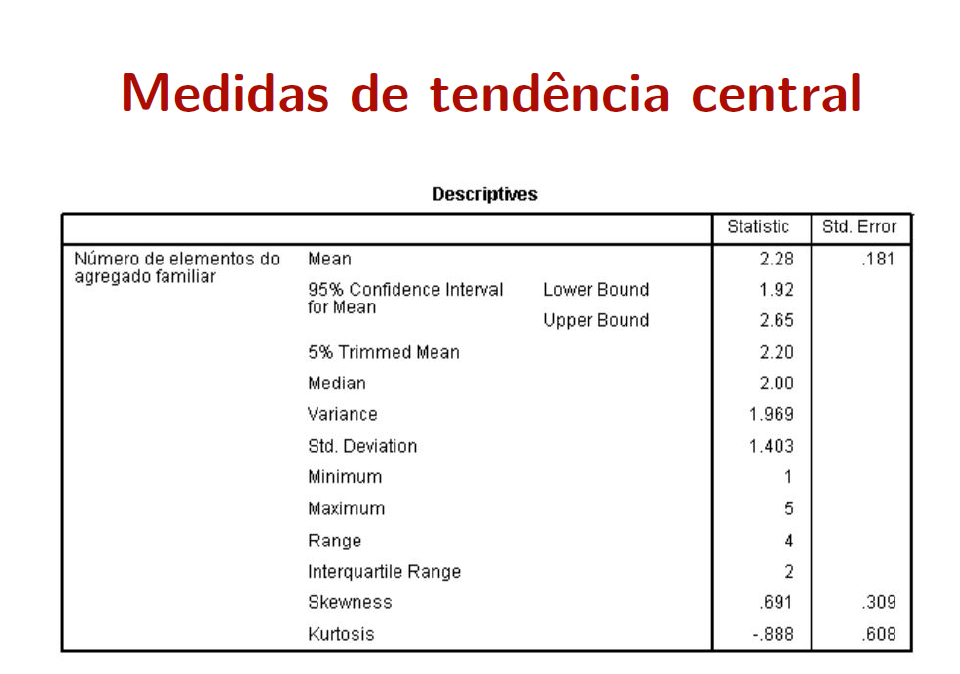 Medidas de tendência central
Descriptives
Statistic Std. Error
Número de elementos do agregado familiar Mean 2.28 .181
95% Confidence Interval for Mean Lower Bound 1.92
Upper Bound 2.65
5% Trimmed Mean 2.20
Median 2.00
Variance 1.969
Std. Deviation 1.403
Minimum 1
Maximum 5
Range 4
Interquartile Range 2
Skewness .691 .309
Kurtosis -.888 .608